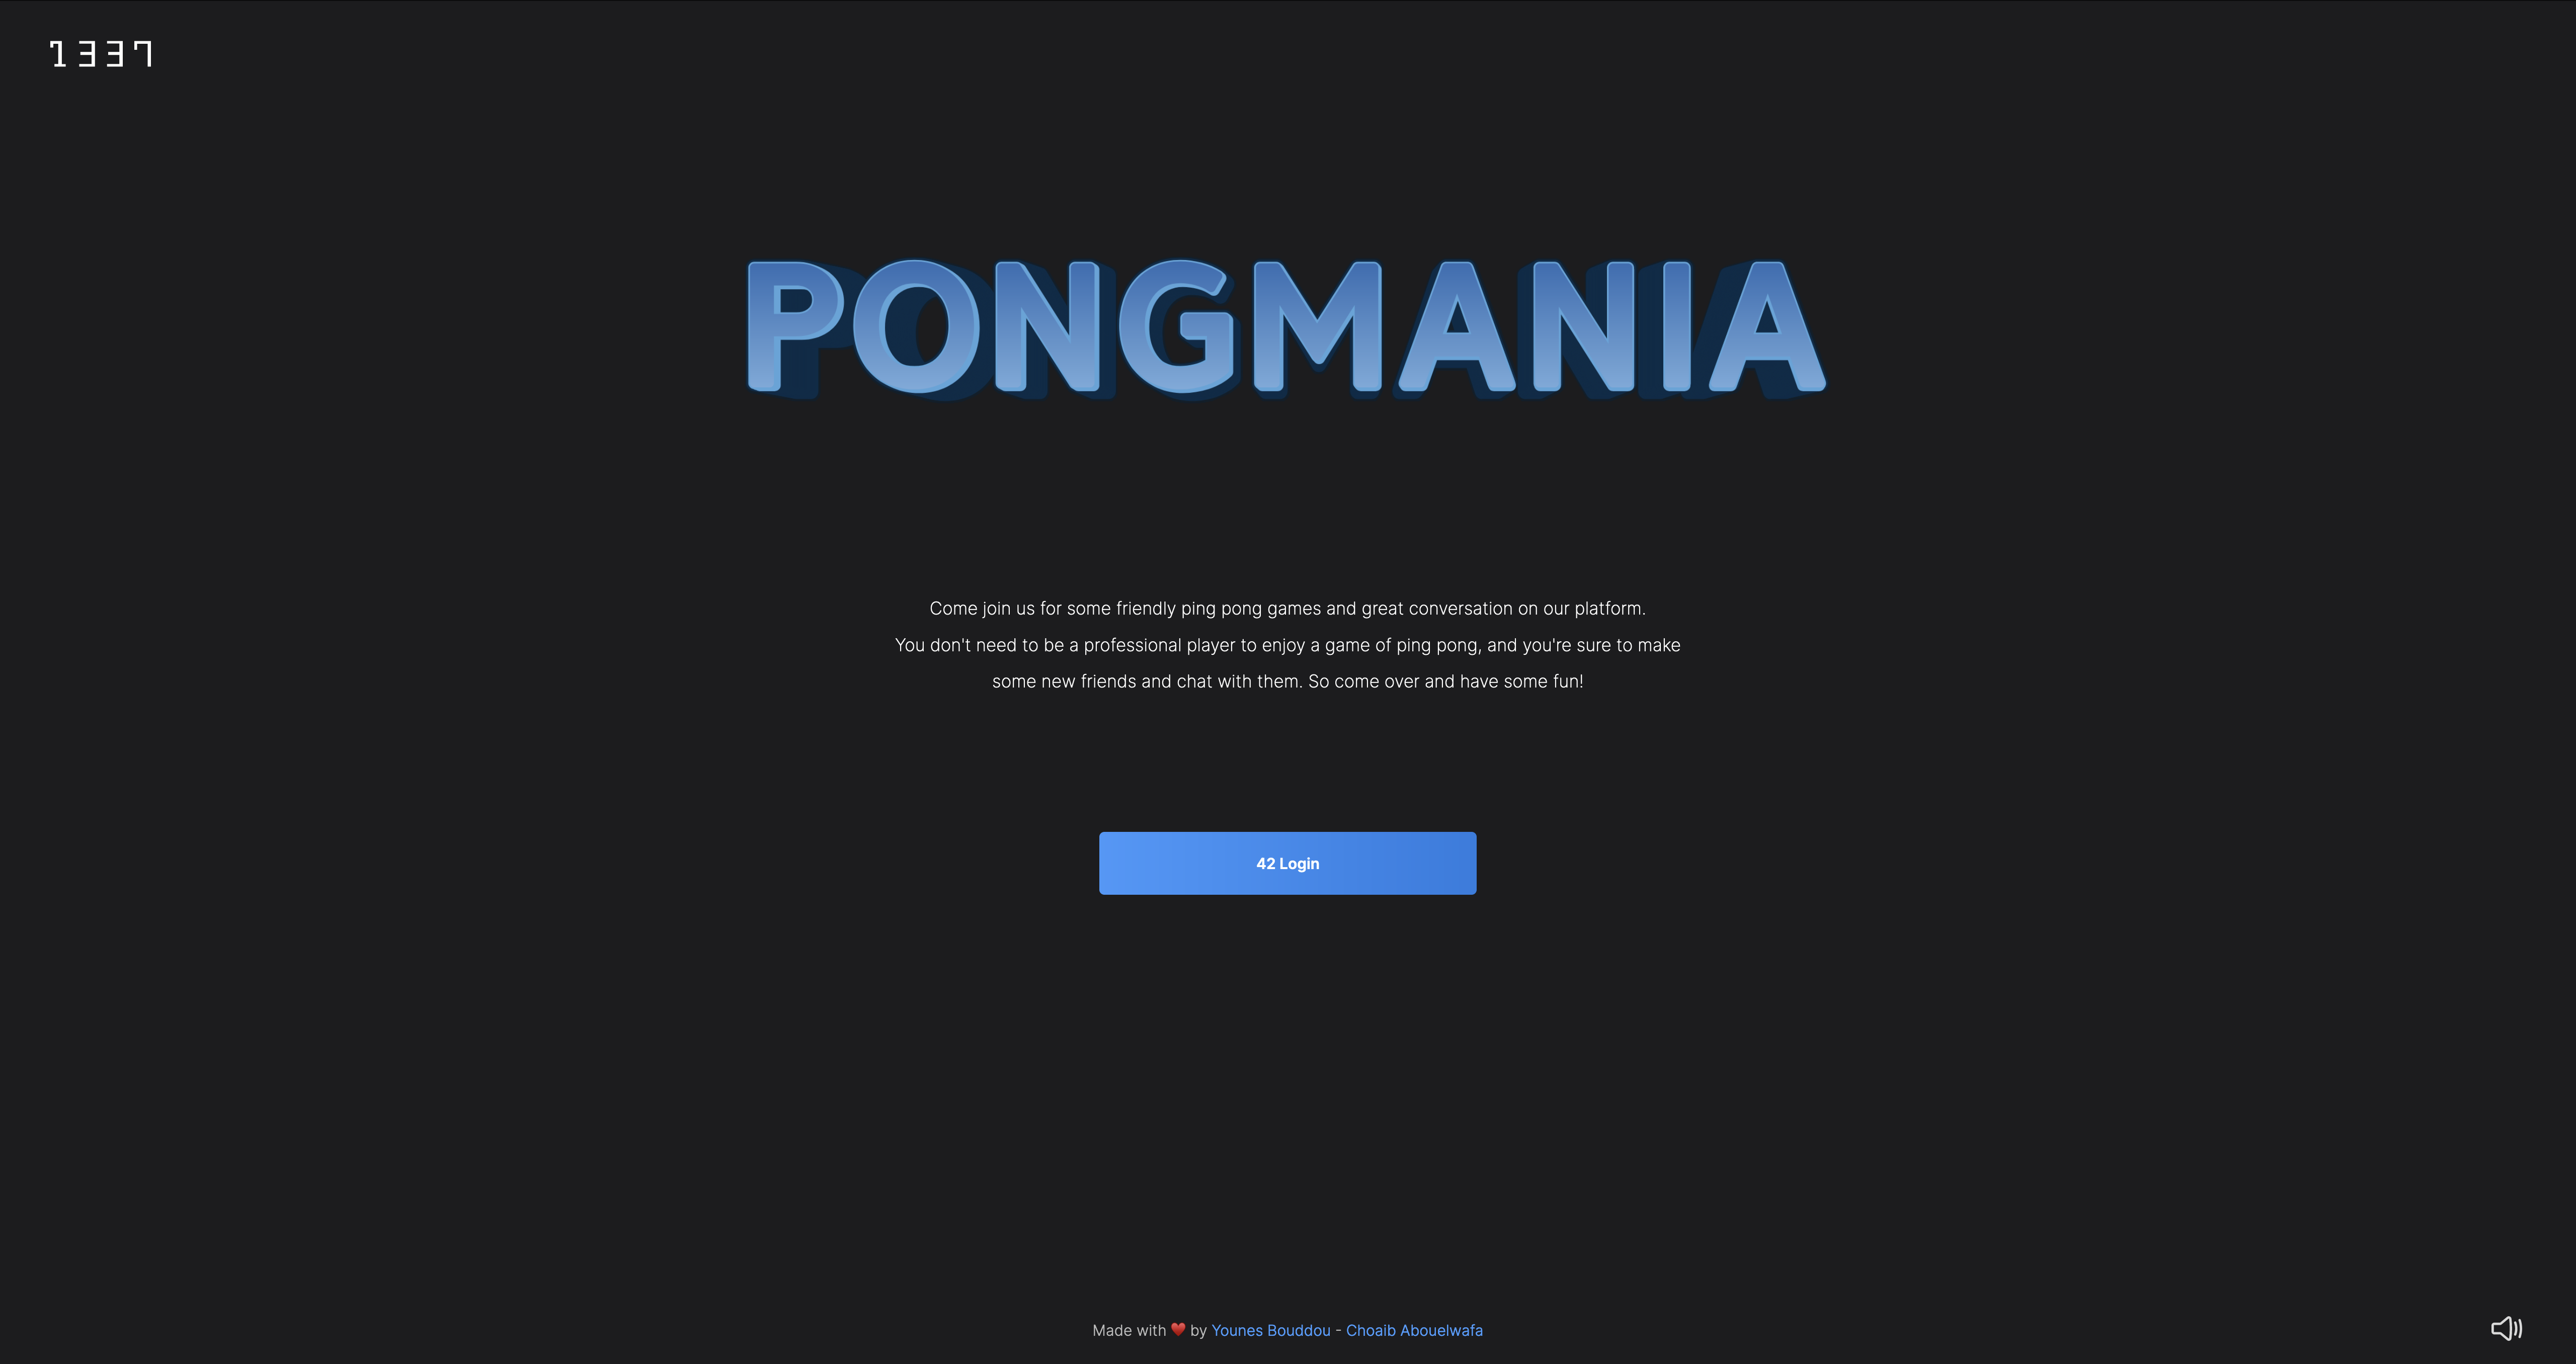 1337
PONGMANIA
Come join us for some friendly ping pong games and great conversation on our platform.
You don't need to be a professional player to enjoy a game of ping pong, and you're sure to make
some new friends and chat with them. So come over and have some fun!
42 Login
Made with ❤️ by Younes Bouddou - Choaib Abouelwafa